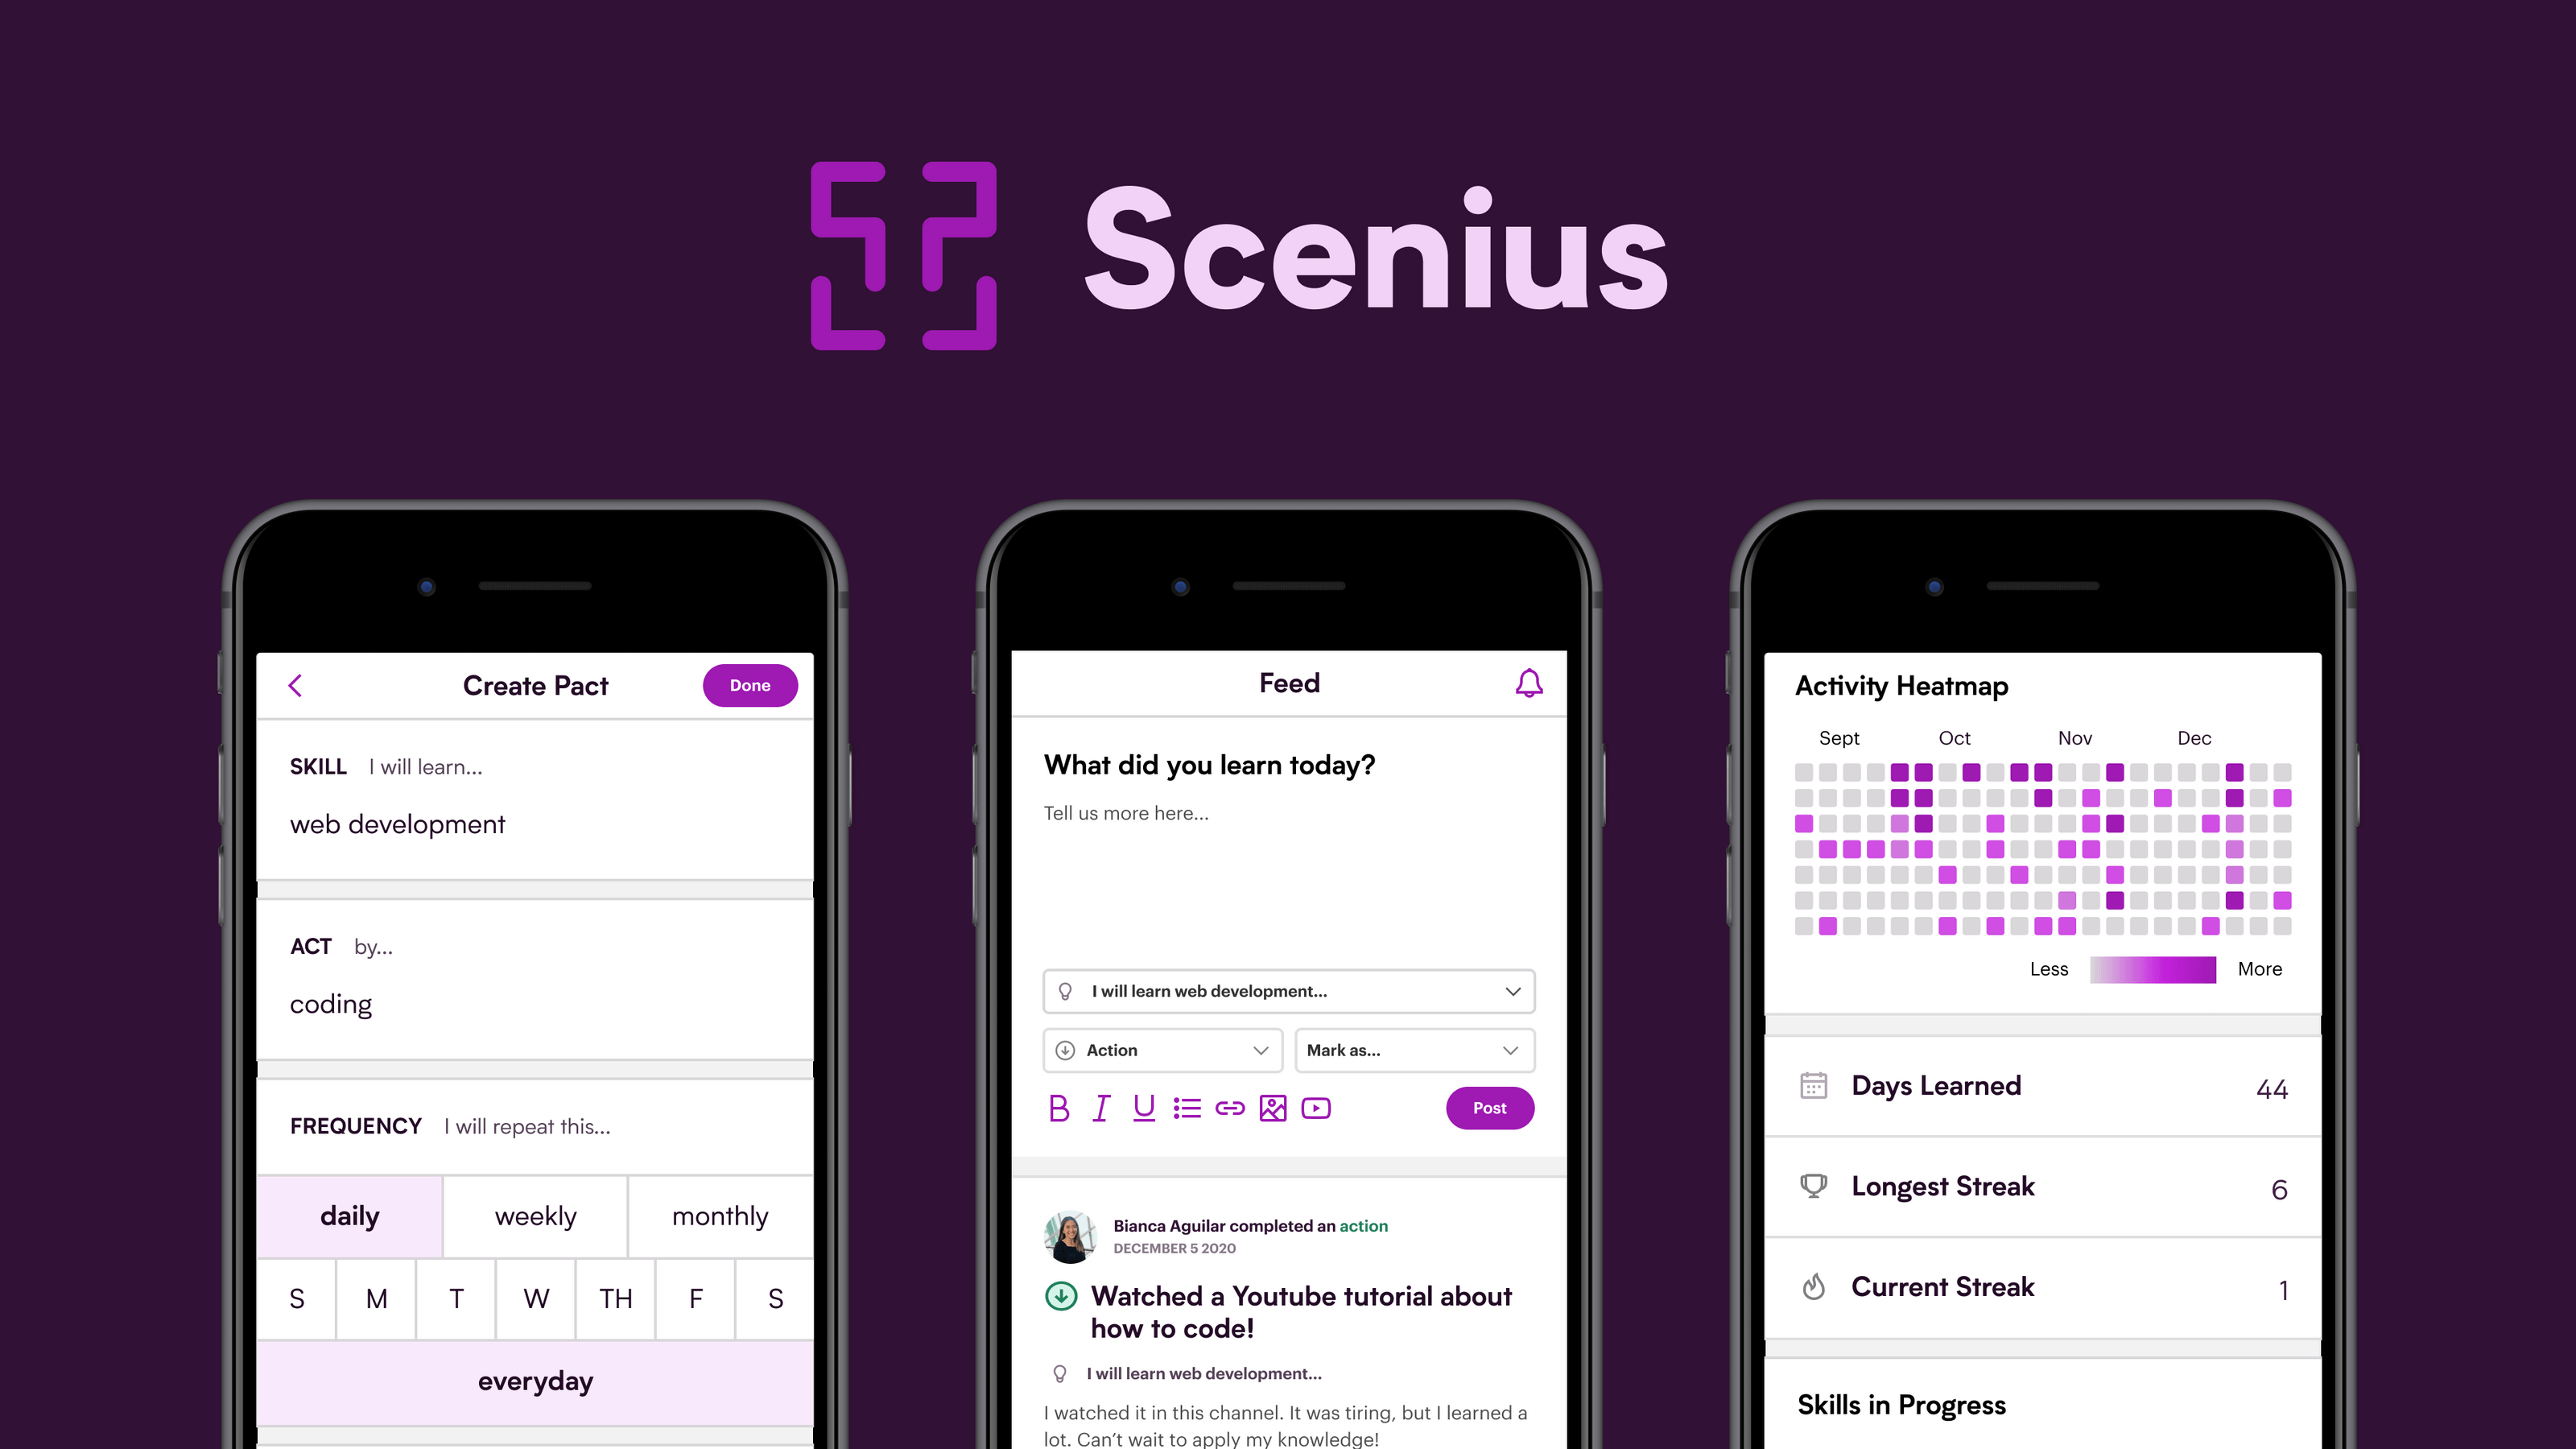 Scenius
Create Pact
Done
SKILL I will learn...
web development
ACT by...
coding
FREQUENCY I will repeat this...
daily weekly monthly
S M T W TH F S
everyday
Feed
What did you learn today?
Tell us more here...
I will learn web development...
Action
Mark as...
B I U
Post
Bianca Aguilar completed an action
DECEMBER 5 2020
Watched a Youtube tutorial about
how to code!
I will learn web development...
I watched it in this channel. It was tiring, but I learned a
lot. Can’t wait to apply my knowledge!
Activity Heatmap
Sept Oct Nov Dec
Less More
Days Learned 44
Longest Streak 6
Current Streak 1
Skills in Progress